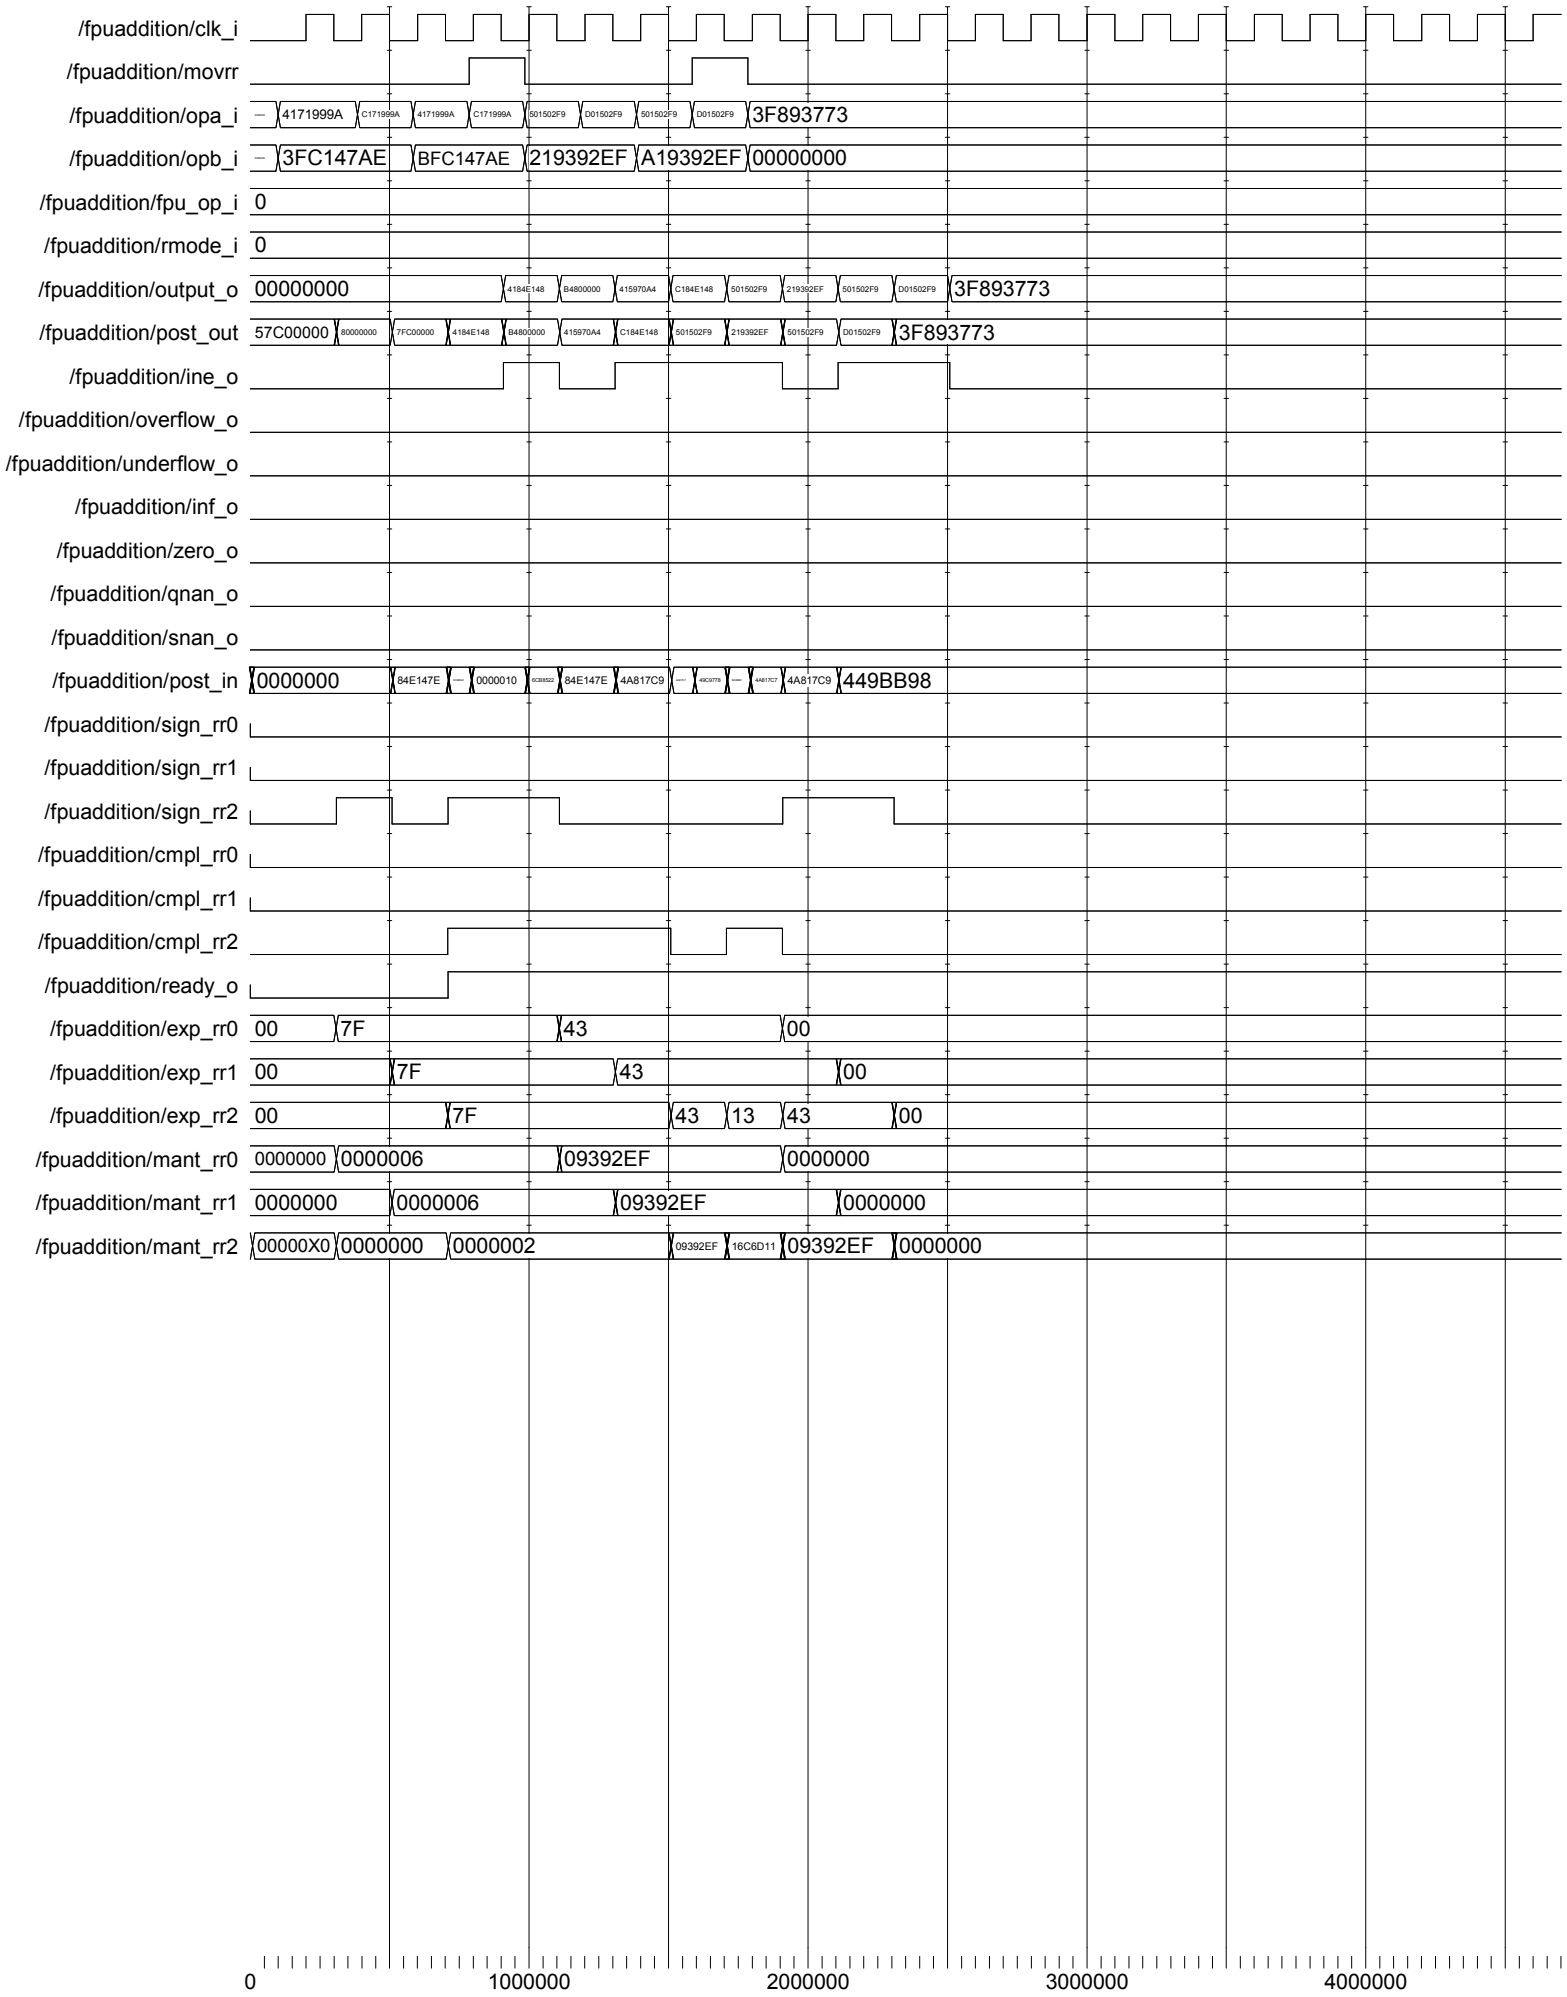 /fpuaddition/clk_i
/fpuaddition/movrr
/fpuaddition/opa_i 4171999A C171999A 4171999A C171999A 501502F9 D01502F9 501502F9 D01502F9 3F893773
/fpuaddition/opb_i 3FC147AE BFC147AE 219392EF A19392EF 00000000
/fpuaddition/fpu_op_i 0
/fpuaddition/rmode_i 0
/fpuaddition/output_o 00000000 4184E148 B4800000 415970A4 C184E148 501502F9 219392EF 501502F9 D01502F9 3F893773
/fpuaddition/post_out 57C00000 80000000 7FC00000 4184E148 B4800000 415970A4 C184E148 501502F9 219392EF 501502F9 D01502F9 3F893773
/fpuaddition/ine_o
/fpuaddition/overflow_o
/fpuaddition/underflow_o
/fpuaddition/inf_o
/fpuaddition/zero_o
/fpuaddition/qnan_o
/fpuaddition/snan_o
/fpuaddition/post_in 0000000 84E147E 0000010 84E147E 4A817C9 49C9778 4A817C7 4A817C9 449BB98
/fpuaddition/sign_rr0
/fpuaddition/sign_rr1
/fpuaddition/sign_rr2
/fpuaddition/cmpl_rr0
/fpuaddition/cmpl_rr1
/fpuaddition/cmpl_rr2
/fpuaddition/ready_o
/fpuaddition/exp_rr0 00 7F 43 00
/fpuaddition/exp_rr1 00 7F 43 00
/fpuaddition/exp_rr2 00 7F 43 13 43 00
/fpuaddition/mant_rr0 0000000 0000006 09392EF 0000000
/fpuaddition/mant_rr1 0000000 0000006 09392EF 0000000
/fpuaddition/mant_rr2 00000X0 0000000 0000002 09392EF 16C6D11 09392EF 0000000
0 1000000 2000000 3000000 4000000